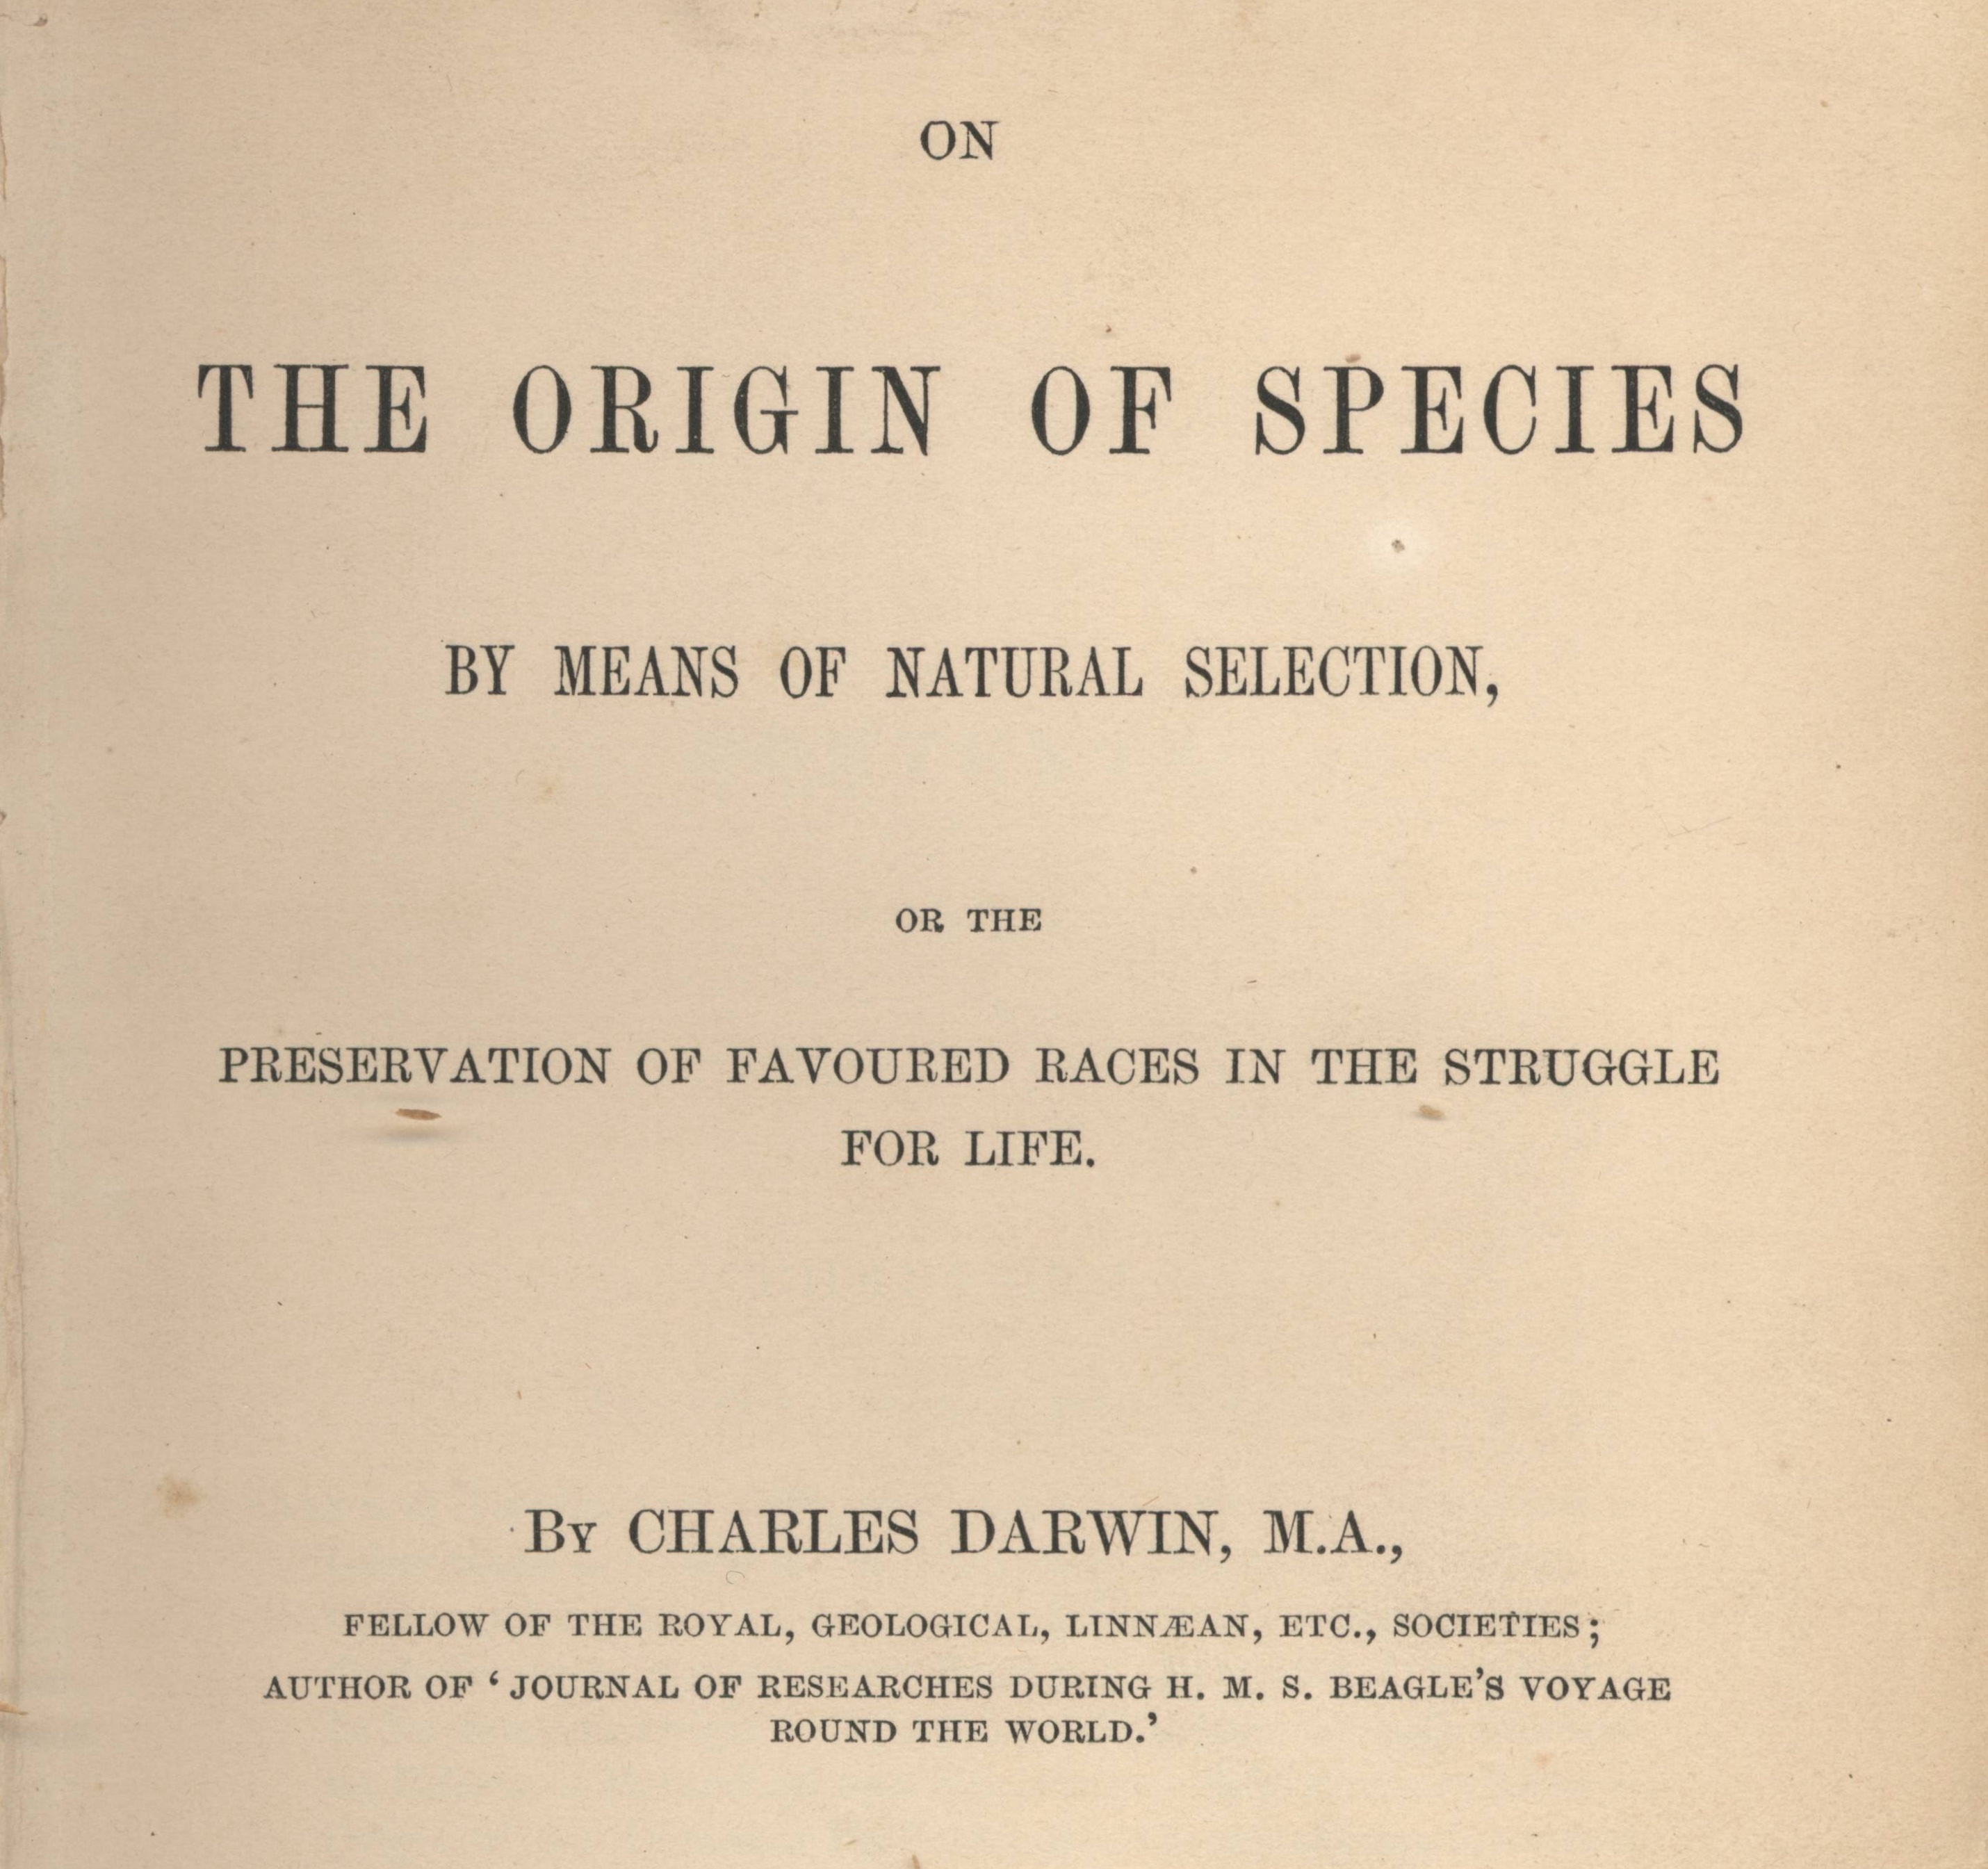 ON
THE ORIGIN OF SPECIES
BY MEANS OF NATURAL SELECTION,
OR THE
PRESERVATION OF FAVOURED RACES IN THE STRUGGLE
FOR LIFE.
By CHARLES DARWIN, M.A.,
FELLOW OF THE ROYAL, GEOLOGICAL, LINNÆAN, ETC., SOCIETIES;
AUTHOR OF ‘JOURNAL OF RESEARCHES DURING H. M. S. BEAGLE’S VOYAGE
ROUND THE WORLD.’